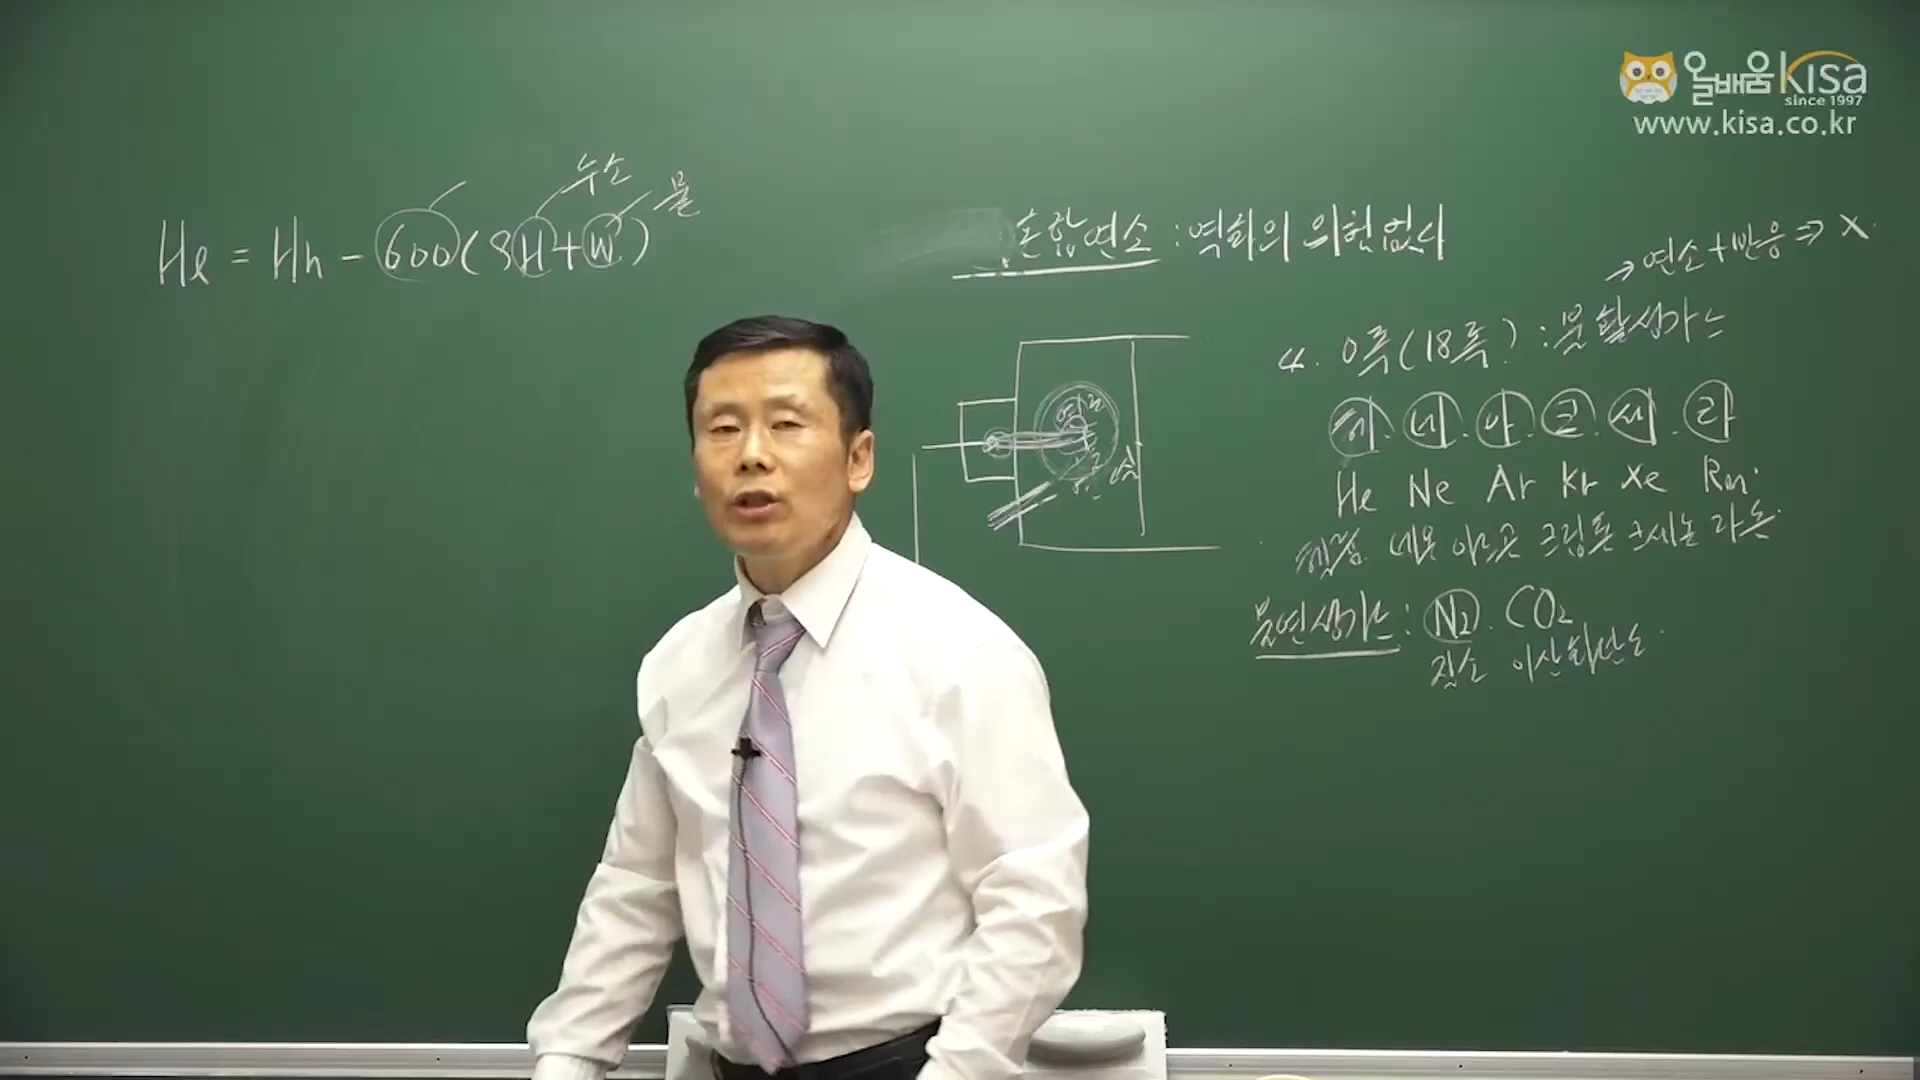 올배움 kisa
since 1997
www.kisa.co.kr
수소
물
Hl = Hh - 600(9H+W)
혼합연소 : 역화의 위험없다
→ 연소+반응 ⇒ X.
4. 0족(18족) : 불활성가스
헤. 네. 아. 크. 세. 라
He Ne Ar Kr Xe Rn.
헬륨 네온 아르곤 크립톤 크세논 라돈.
불연성가스 : N2. CO2
질소 이산화탄소.